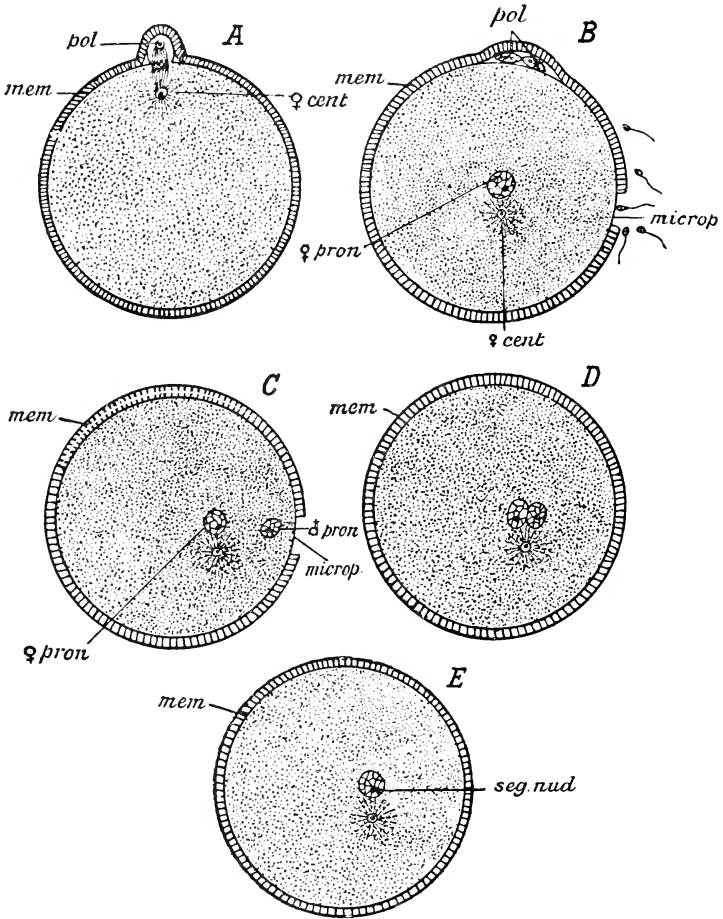 A
pol
mem
♀ cent
B
pol
mem
♀ pron
microp
♀ cent
C
mem
♂ pron
microp.
♀ pron
D
mem
E
mem
seg.nud